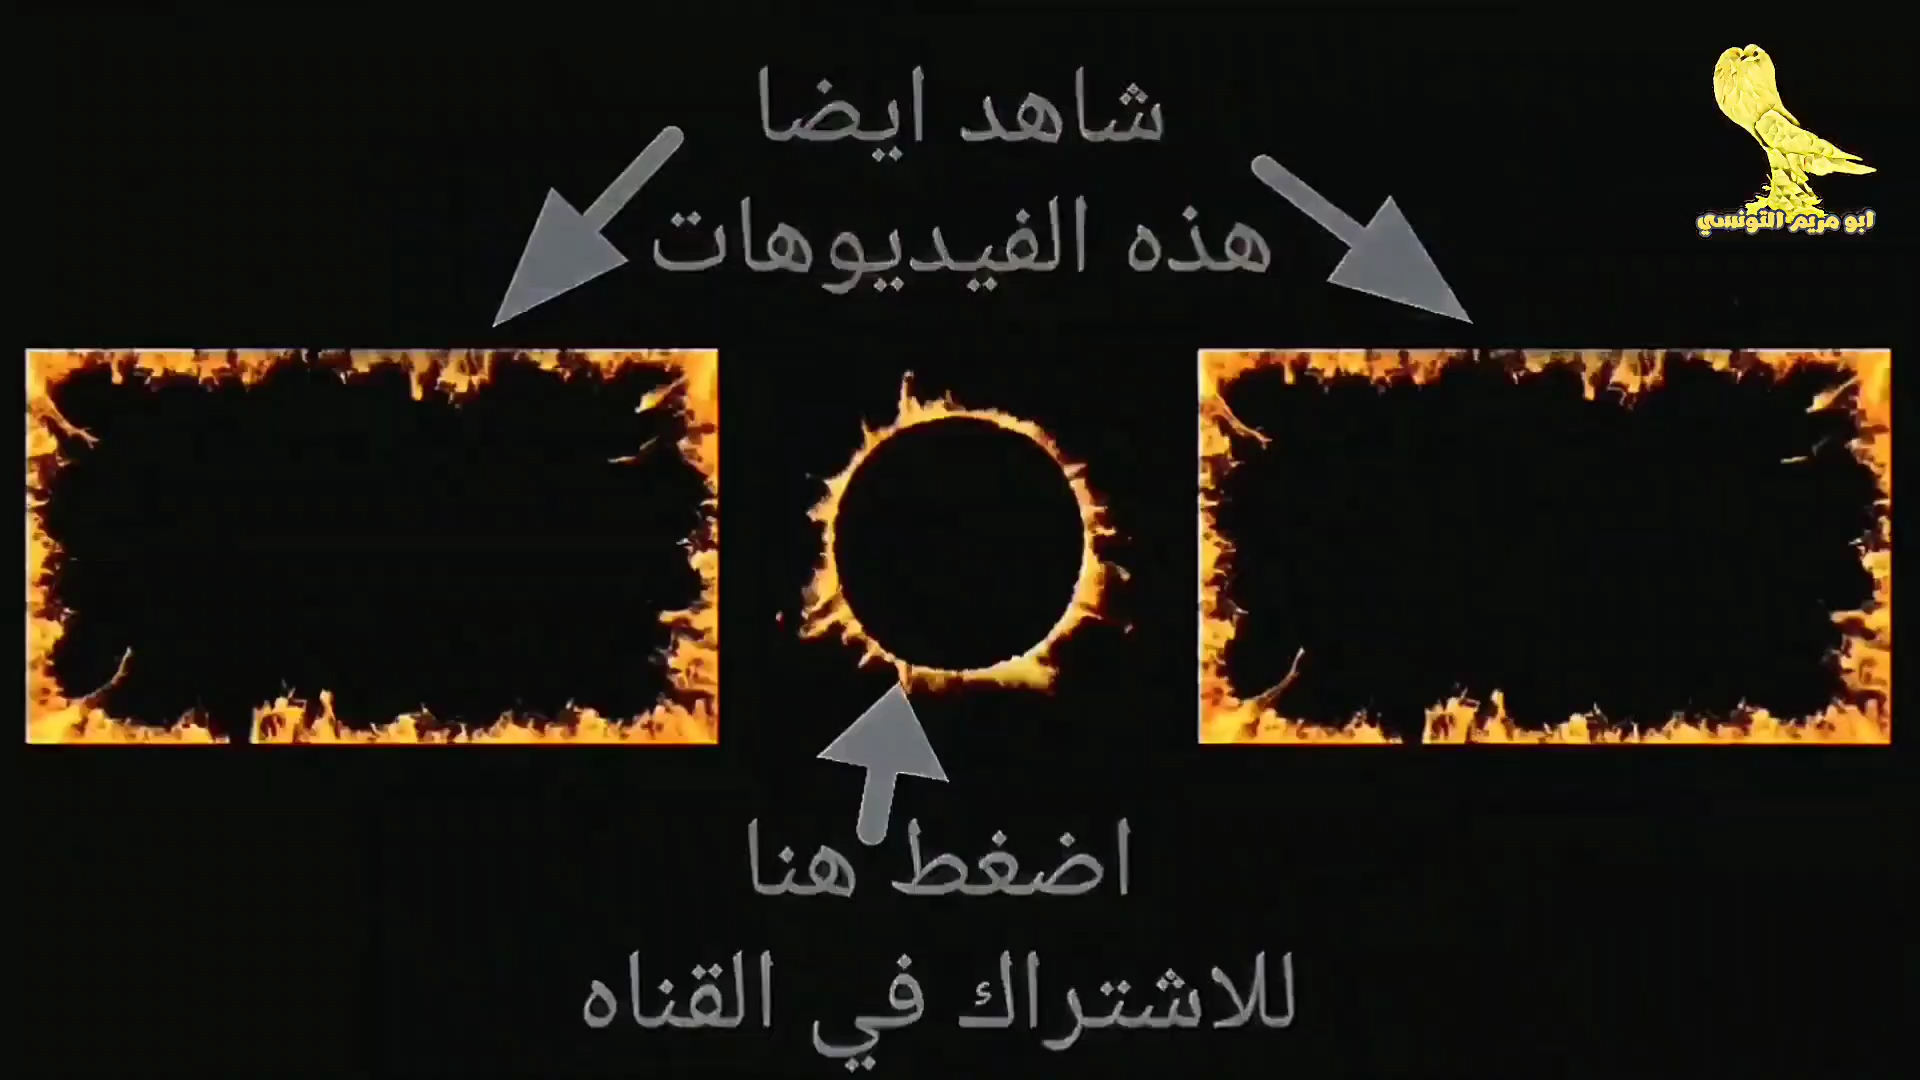 شاهد ايضا
هذه الفيديوهات
ابو مريم التونسي
اضغط هنا
للاشتراك في القناه